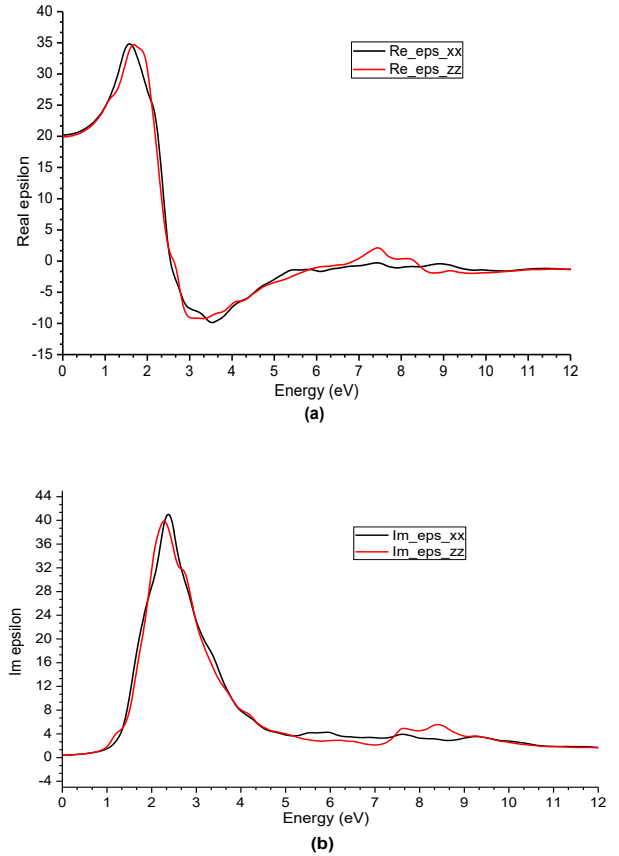 40
35
30
25
20
15
10
5
0
-5
-10
-15
Real epsilon
Re_eps_xx
Re_eps_zz
0 1 2 3 4 5 6 7 8 9 10 11 12
Energy (eV)
(a)
44
40
36
32
28
24
20
16
12
8
4
0
-4
Im epsilon
Im_eps_xx
Im_eps_zz
0 1 2 3 4 5 6 7 8 9 10 11 12
Energy (eV)
(b)